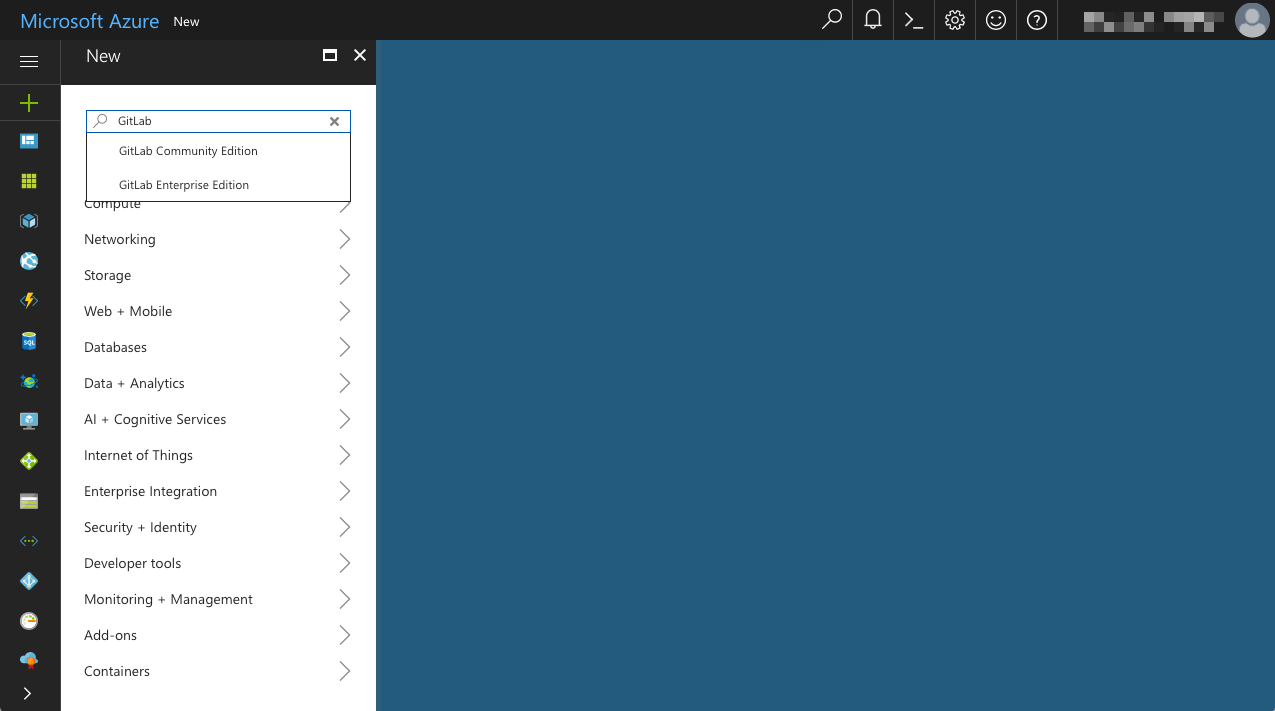 Microsoft Azure New
New
GitLab
GitLab Community Edition
GitLab Enterprise Edition
Compute
Networking
Storage
Web + Mobile
Databases
Data + Analytics
AI + Cognitive Services
Internet of Things
Enterprise Integration
Security + Identity
Developer tools
Monitoring + Management
Add-ons
Containers
SQL